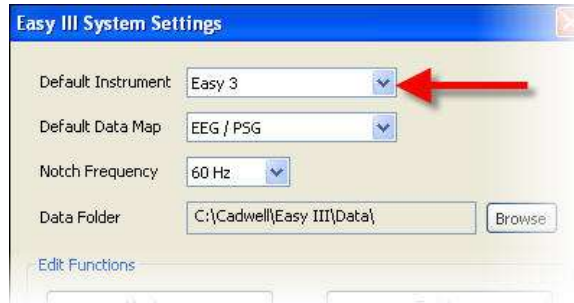 Easy III System Settings
Default Instrument Easy 3
Default Data Map EEG / PSG
Notch Frequency 60 Hz
Data Folder C:\Cadwell\Easy III\Data\ Browse
Edit Functions